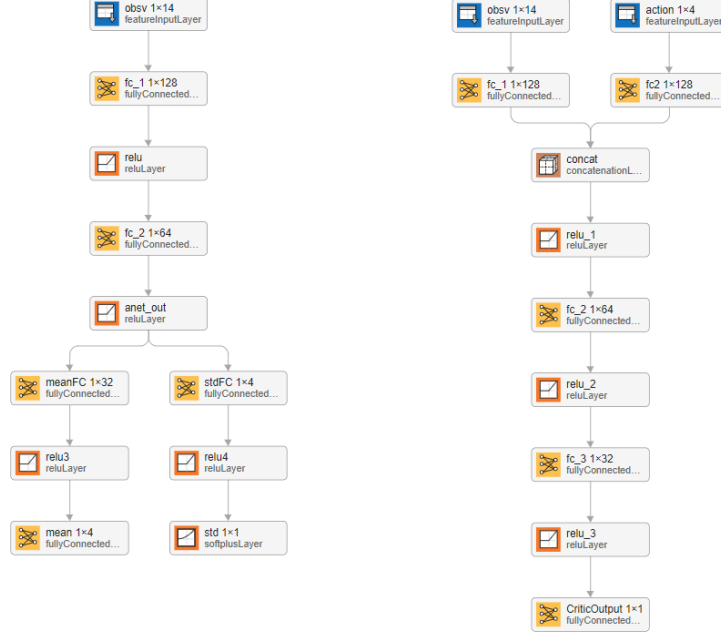 obsv 1×14
featureInputLayer
fc_1 1×128
fullyConnected...
relu
reluLayer
fc_2 1×64
fullyConnected...
anet_out
reluLayer
meanFC 1×32
fullyConnected...
stdFC 1×4
fullyConnected...
relu3
reluLayer
relu4
reluLayer
mean 1×4
fullyConnected...
std 1×1
softplusLayer
obsv 1×14
featureInputLayer
action 1×4
featureInputLayer
fc_1 1×128
fullyConnected...
fc2 1×128
fullyConnected...
concat
concatenationL...
relu_1
reluLayer
fc_2 1×64
fullyConnected...
relu_2
reluLayer
fc_3 1×32
fullyConnected...
relu_3
reluLayer
CriticOutput 1×1
fullyConnected...